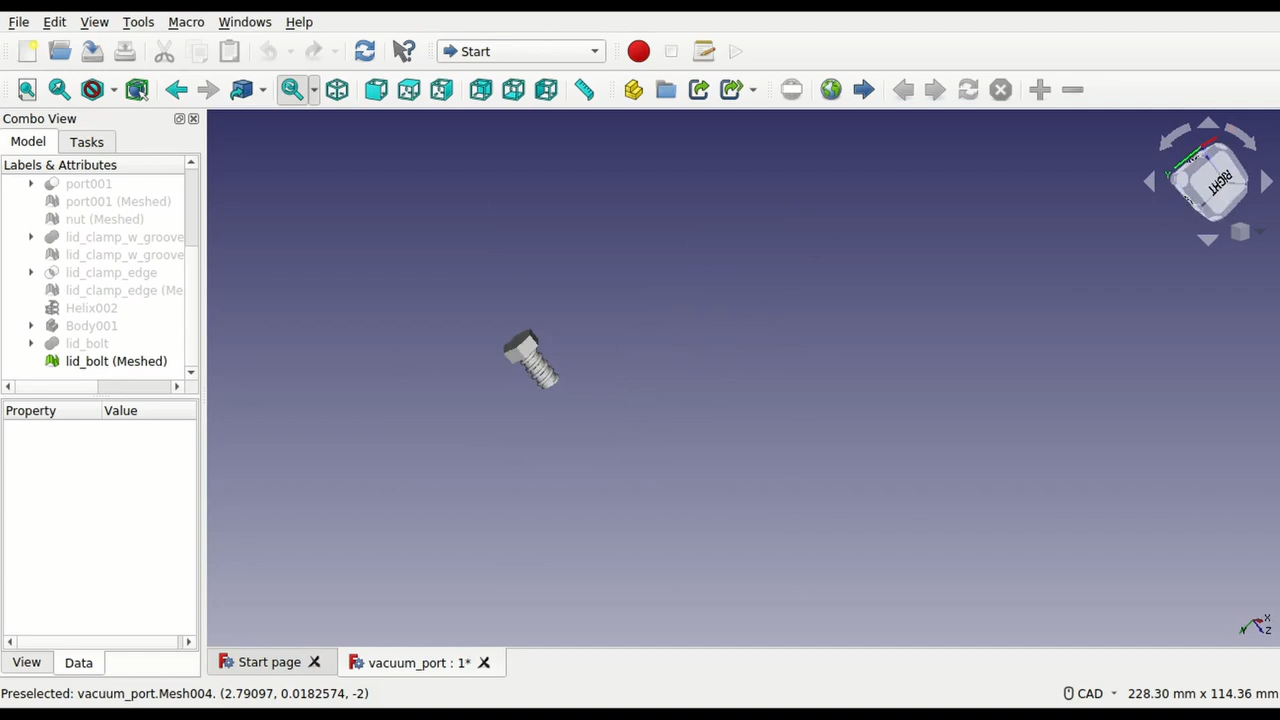 File Edit View Tools Macro Windows Help
Start
Combo View
Model Tasks
Labels & Attributes
port001
port001 (Meshed)
nut (Meshed)
lid_clamp_w_groove
lid_clamp_w_groove
lid_clamp_edge
lid_clamp_edge (Me
Helix002
Body001
lid_bolt
lid_bolt (Meshed)
Property Value
RIGHT
Y
X
Y Z
View Data
Start page vacuum_port : 1*
Preselected: vacuum_port.Mesh004. (2.79097, 0.0182574, -2) CAD 228.30 mm x 114.36 mm